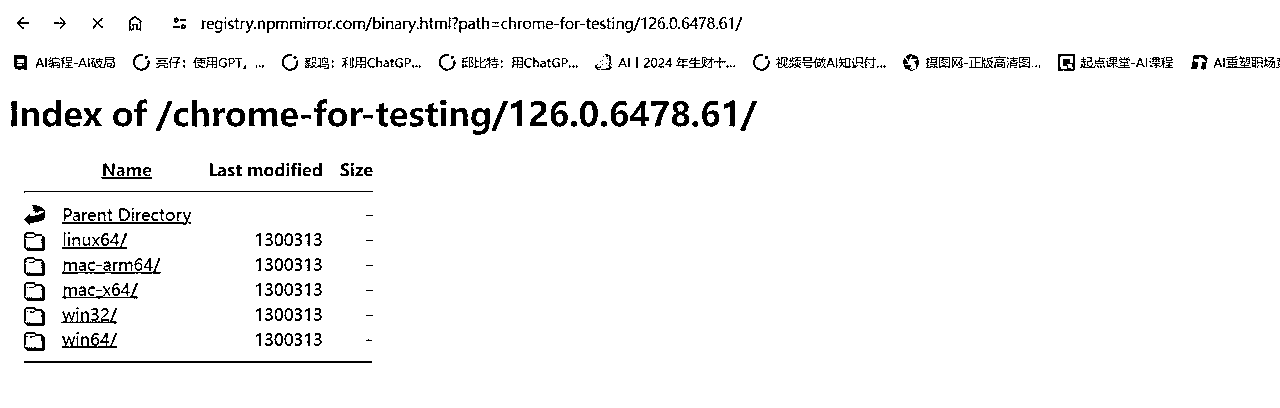 registry.npmmirror.com/binary.html?path=chrome-for-testing/126.0.6478.61/
AI编程-AI破局 亮仔：使用GPT，... 毅鸣：利用ChatGP... 邱比特：用ChatGP... AI丨2024 年生财十... 视频号做AI知识付... 摄图网-正版高清图... 起点课堂-AI课程 AI重塑职场
Index of /chrome-for-testing/126.0.6478.61/
Name Last modified Size
Parent Directory -
linux64/ 1300313 -
mac-arm64/ 1300313 -
mac-x64/ 1300313 -
win32/ 1300313 -
win64/ 1300313 -